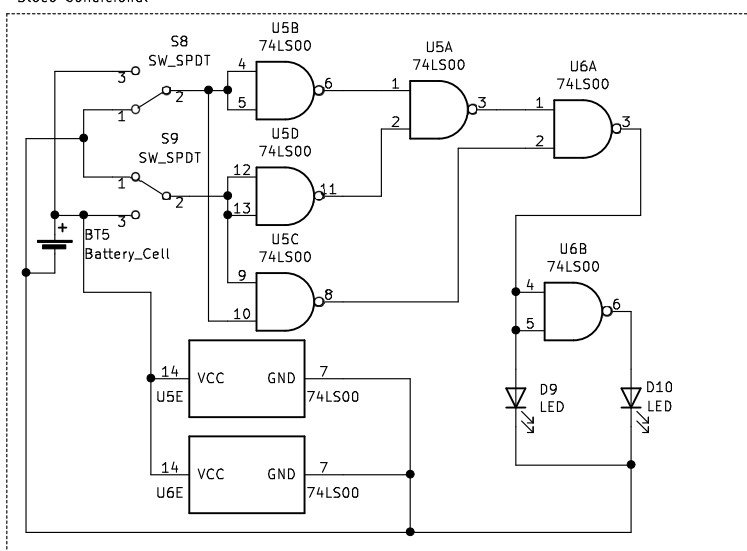 U5B
74LS00
S8
SW_SPDT
3
1
2
4
5
6
U5A
74LS00
1
2
3
U6A
74LS00
1
2
3
S9
SW_SPDT
1
3
2
U5D
74LS00
12
13
11
BT5
Battery_Cell
+
U5C
74LS00
9
10
8
U6B
74LS00
4
5
6
14
VCC
GND
7
U5E
74LS00
D9
LED
D10
LED
14
VCC
GND
7
U6E
74LS00